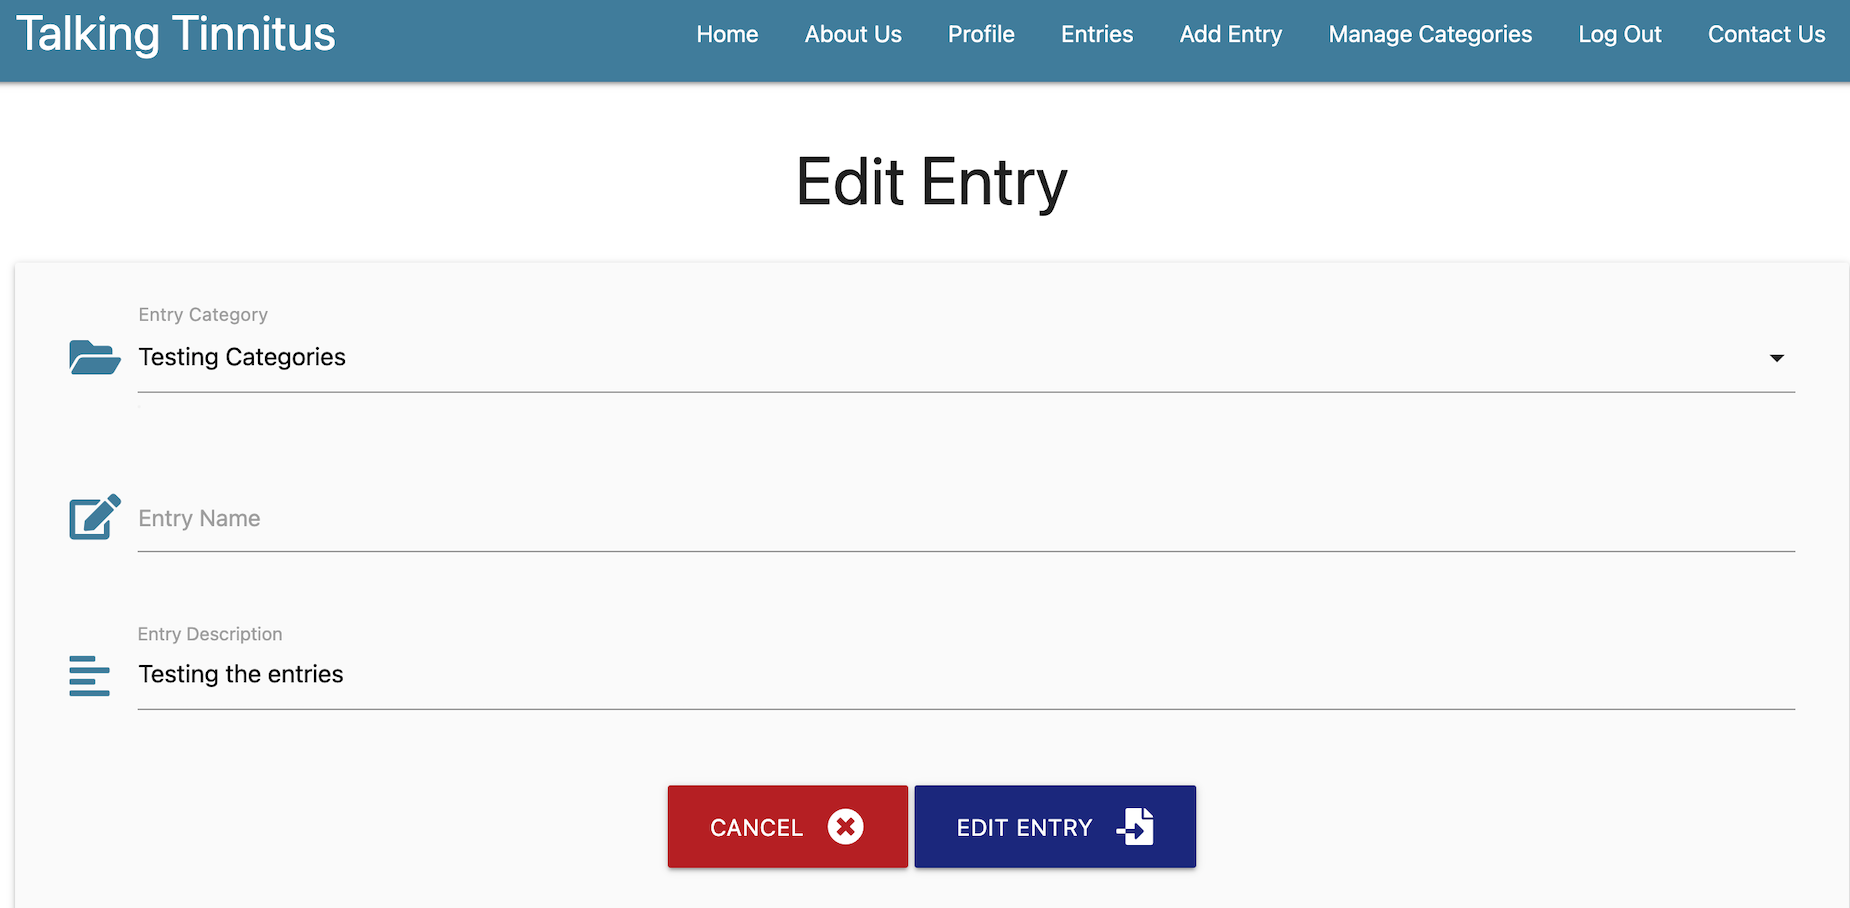 Talking Tinnitus
Home About Us Profile Entries Add Entry Manage Categories Log Out Contact Us
Edit Entry
Entry Category
Testing Categories
Entry Name
Entry Description
Testing the entries
CANCEL EDIT ENTRY